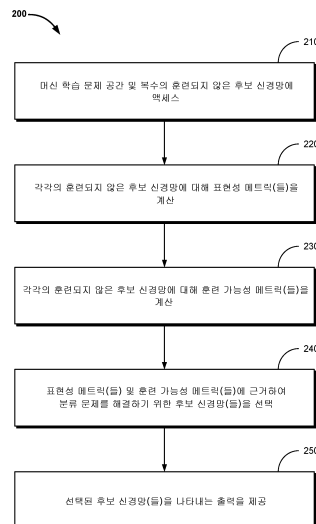 200
210
머신 학습 문제 공간 및 복수의 훈련되지 않은 후보 신경망에
액세스
220
각각의 훈련되지 않은 후보 신경망에 대해 표현성 메트릭(들)을
계산
230
각각의 훈련되지 않은 후보 신경망에 대해 훈련 가능성 메트릭(들)을
계산
240
표현성 메트릭(들) 및 훈련 가능성 메트릭(들)에 근거하여
분류 문제를 해결하기 위한 후보 신경망(들)을 선택
250
선택된 후보 신경망(들)을 나타내는 출력을 제공